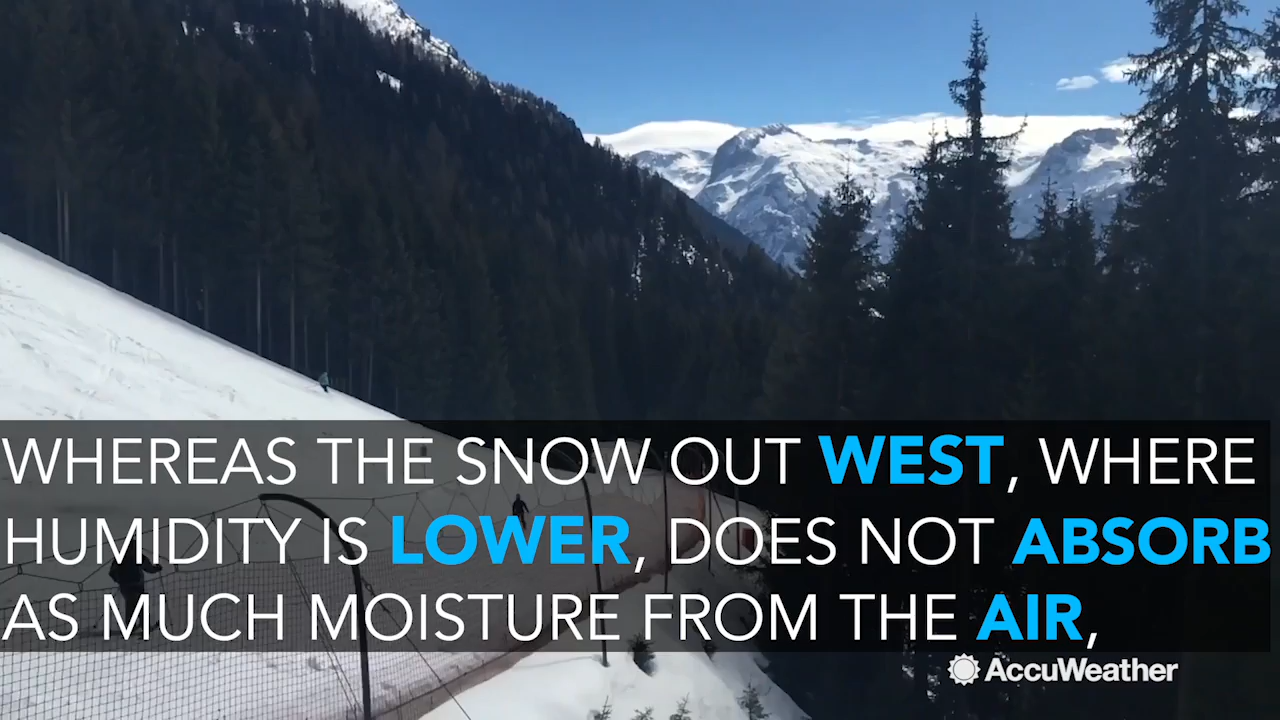 WHEREAS THE SNOW OUT WEST, WHERE
HUMIDITY IS LOWER, DOES NOT ABSORB
AS MUCH MOISTURE FROM THE AIR,
AccuWeather